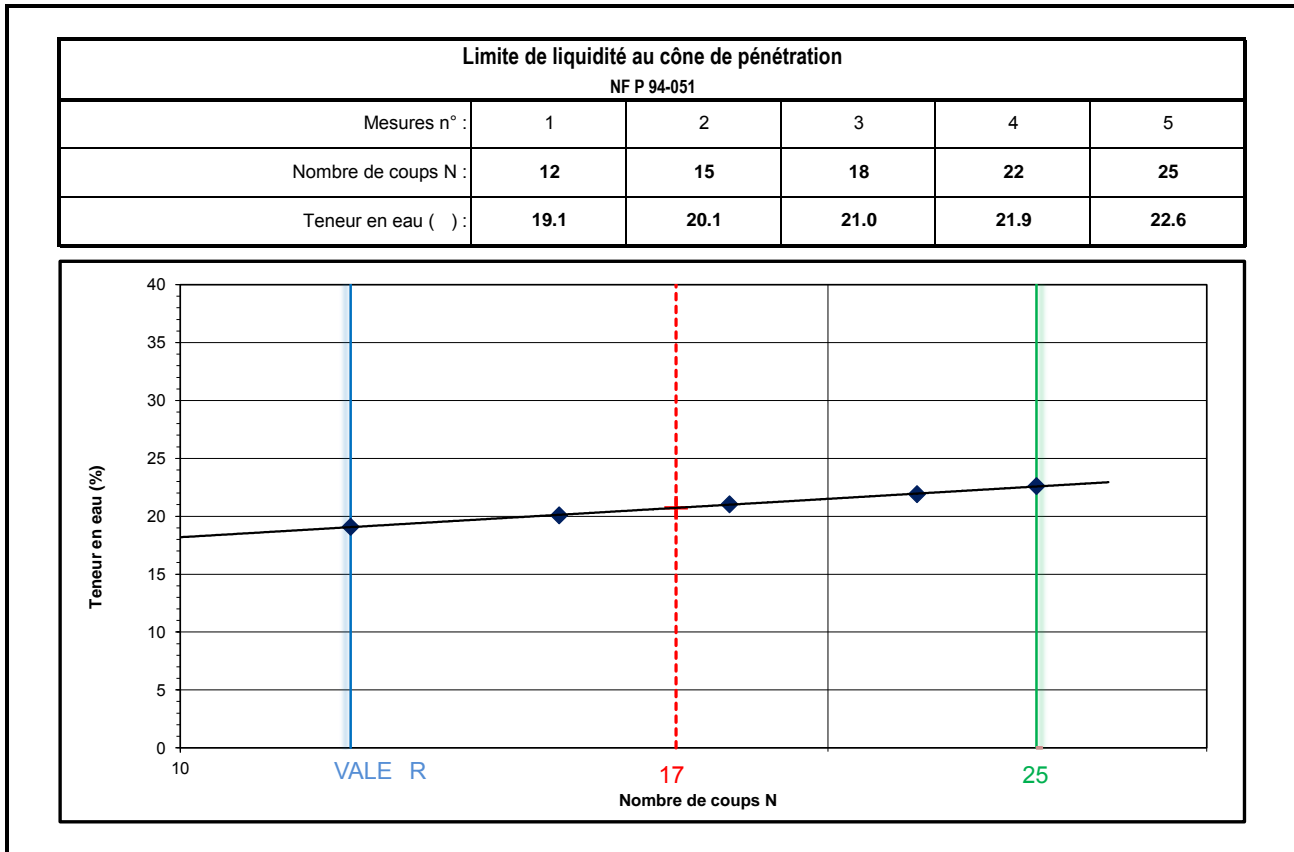 Limite de liquidité au cône de pénétration
NF P 94-051
Mesures n° : 1 2 3 4 5
Nombre de coups N : 12 15 18 22 25
Teneur en eau ( ) : 19.1 20.1 21.0 21.9 22.6
40
35
30
25
20
15
10
5
0
Teneur en eau (%)
10 VALE R 17 25
Nombre de coups N